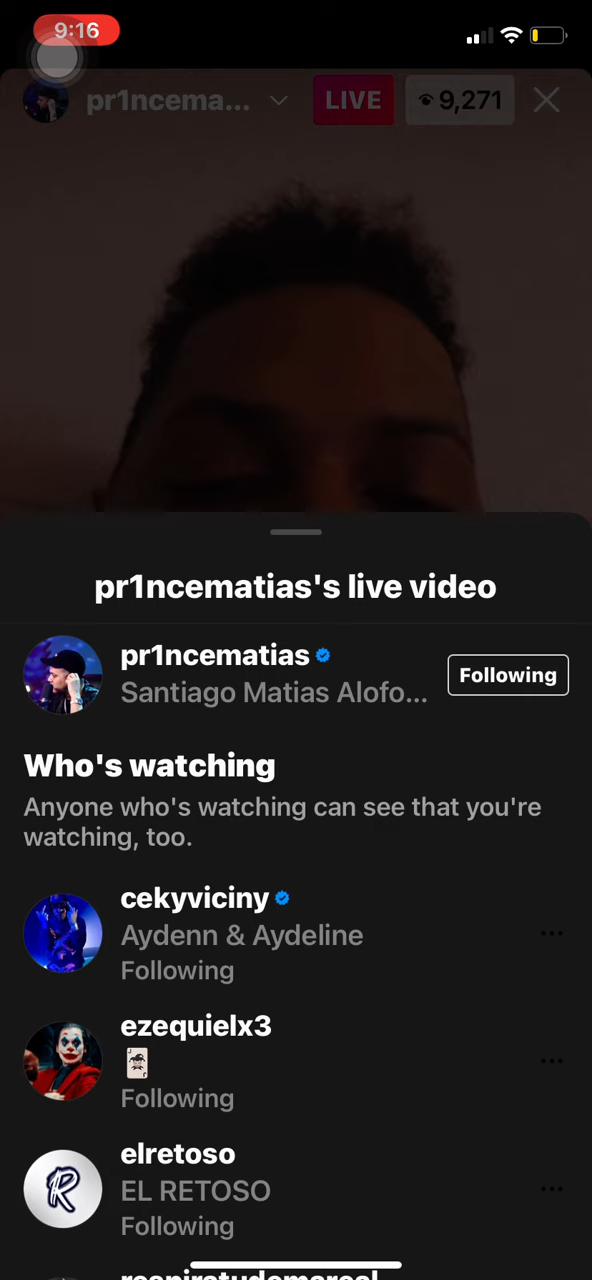 9:16
pr1ncema...
LIVE
9,271
pr1ncematias's live video
pr1ncematias
Santiago Matias Alofo...
Following
Who's watching
Anyone who's watching can see that you're
watching, too.
cekyviciny
Aydenn & Aydeline
Following
ezequielx3
Following
elretoso
EL RETOSO
Following